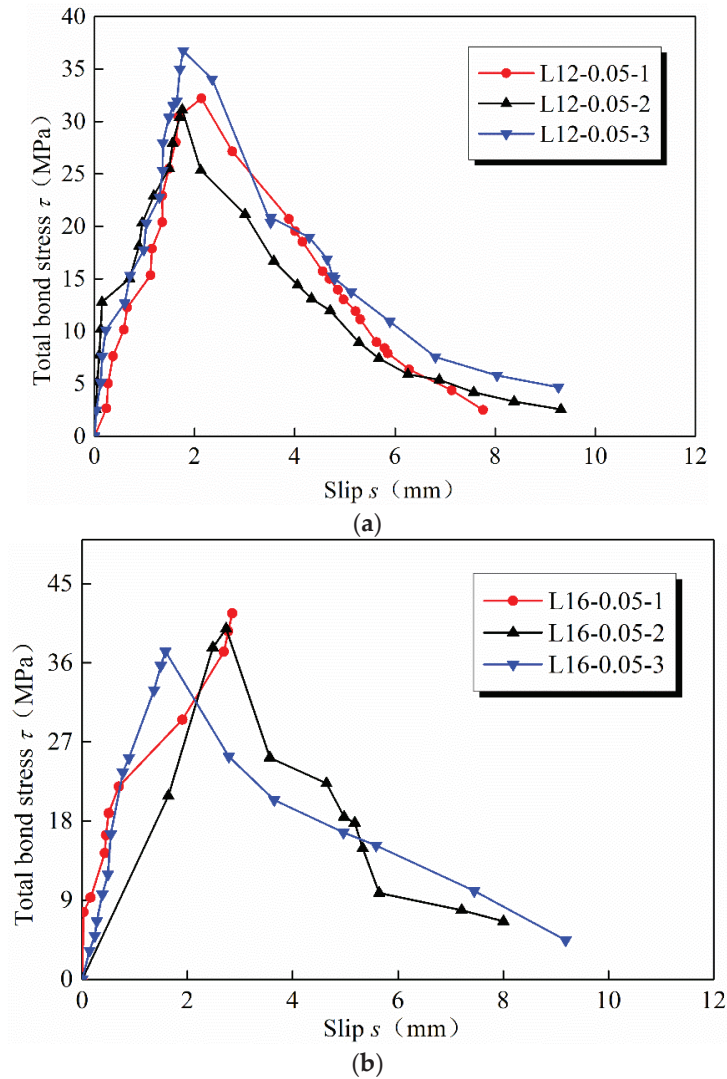 40
35
30
25
20
15
10
5
0
Total bond stress τ（MPa）
L12-0.05-1
L12-0.05-2
L12-0.05-3
0 2 4 6 8 10 12
Slip s（mm）
(a)
45
36
27
18
9
0
Total bond stress τ（MPa）
L16-0.05-1
L16-0.05-2
L16-0.05-3
0 2 4 6 8 10 12
Slip s（mm）
(b)